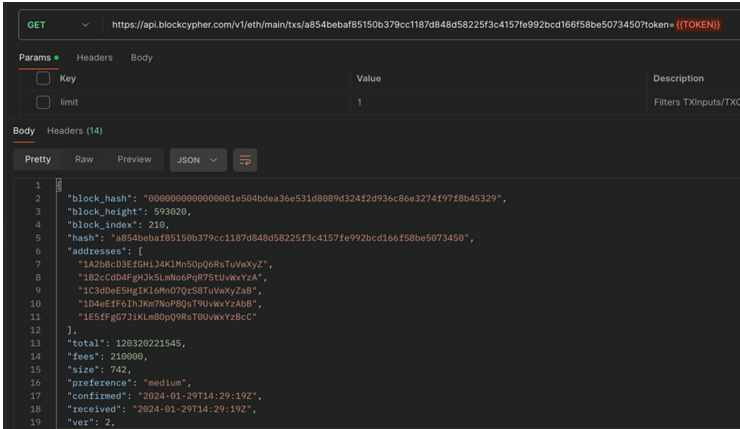 GET https://api.blockcypher.com/v1/eth/main/txs/a854bebaf85150b379cc1187d848d58225f3c4157fe992bcd166f58be5073450?token={{TOKEN}}
Params Headers Body
Key Value Description
limit 1 Filters TXInputs/TXO
Body Headers (14)
Pretty Raw Preview JSON
1 {
2 "block_hash": "0000000000000001e504bdea36e531d8089d324f2d936c86e3274f97f8b45329",
3 "block_height": 593020,
4 "block_index": 210,
5 "hash": "a854bebaf85150b379cc1187d848d58225f3c4157fe992bcd166f58be5073450",
6 "addresses": [
7 "1A2bBcD3EfGHiJ4KlMn5OpQ6RsTuVwXyZ",
8 "1B2cCdD4FgHJk5LmNo6PqR7StUvWxYzA",
9 "1C3dDeE5HgIKl6MnO7QrS8TuVwXyZaB",
10 "1D4eEfF6IhJKm7NoP8QsT9UvWxYzAbB",
11 "1E5fFgG7JiKLm8OpQ9RsT0UvWxYzBcC"
12 ],
13 "total": 120320221545,
14 "fees": 210000,
15 "size": 742,
16 "preference": "medium",
17 "confirmed": "2024-01-29T14:29:19Z",
18 "received": "2024-01-29T14:29:19Z",
19 "ver": 2,